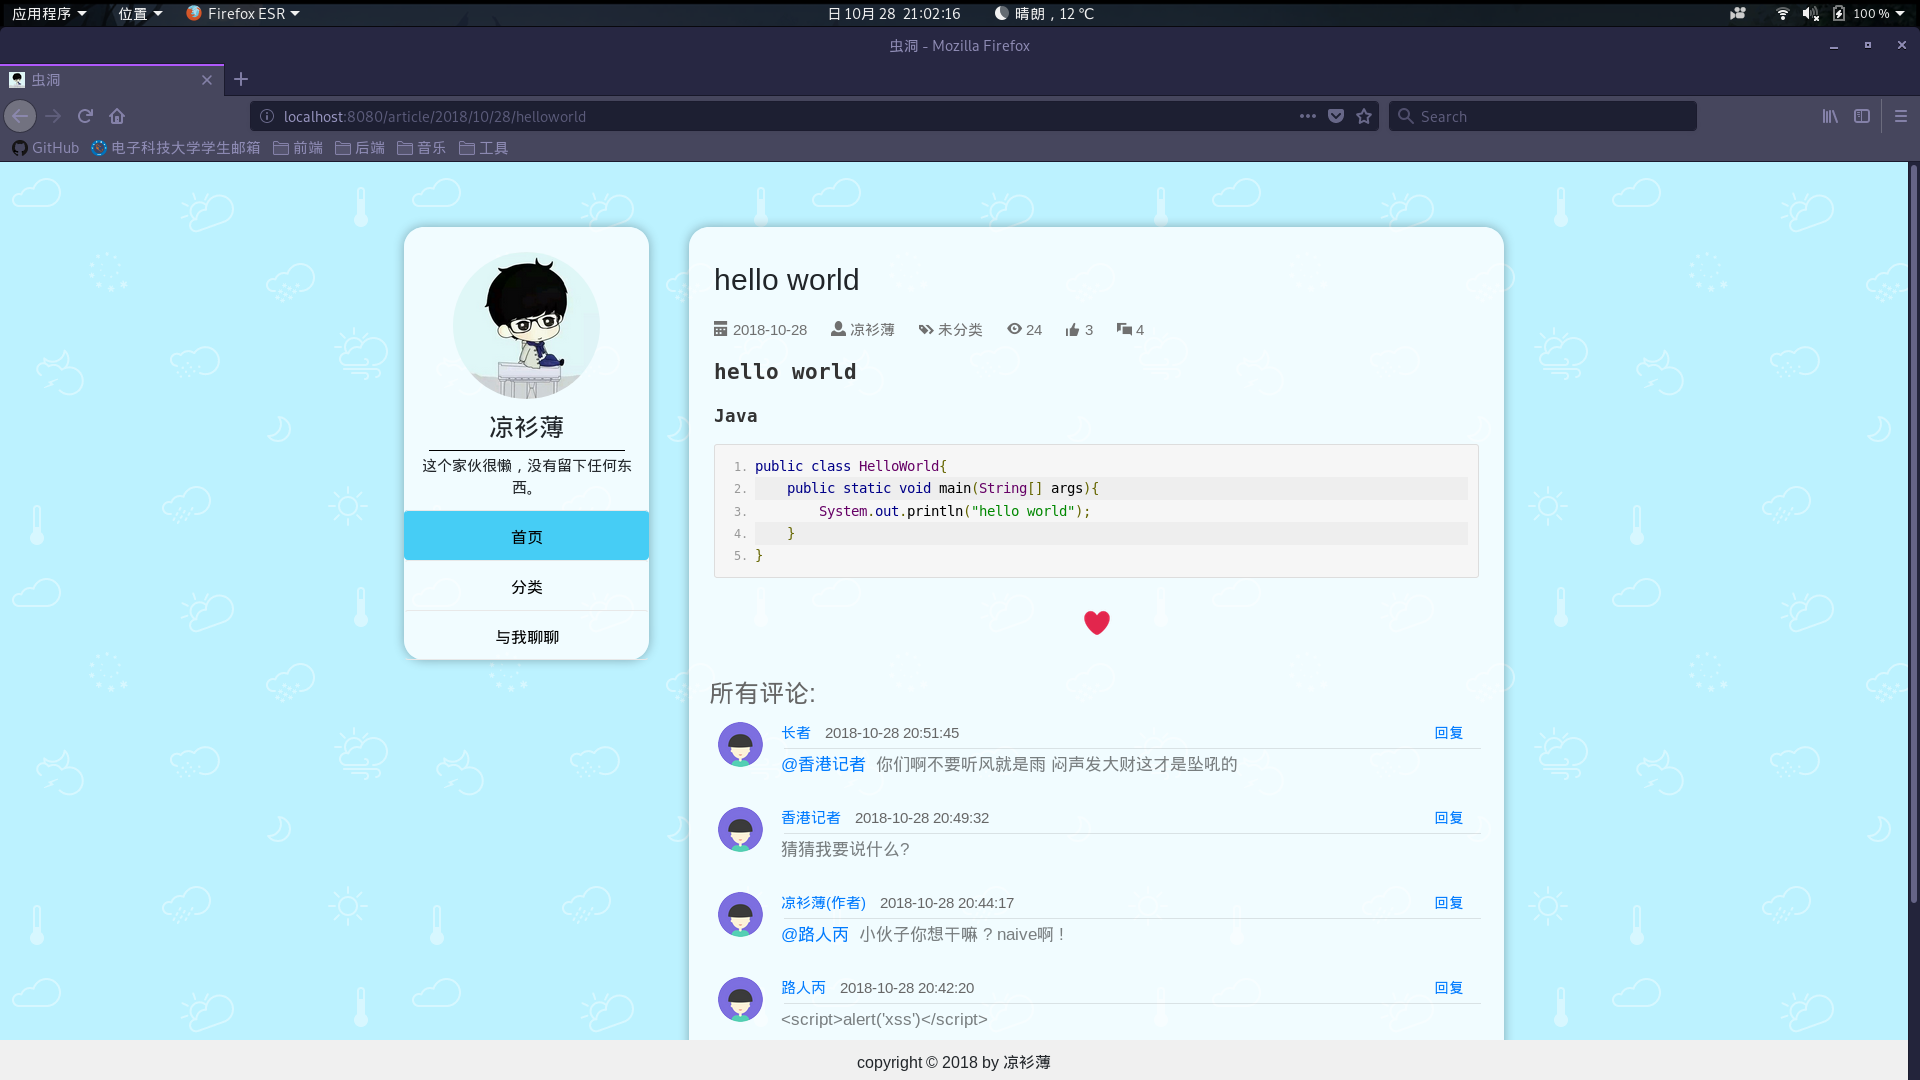 应用程序 位置 Firefox ESR 日 10月 28 21:02:16 晴朗，12 ℃ 100 %
虫洞 - Mozilla Firefox
虫洞
localhost:8080/article/2018/10/28/helloworld Search
GitHub 电子科技大学学生邮箱 前端 后端 音乐 工具
凉衫薄
这个家伙很懒，没有留下任何东
西。
首页
分类
与我聊聊
hello world
2018-10-28 凉衫薄 未分类 24 3 4
hello world
Java
1. public class HelloWorld{
2.     public static void main(String[] args){
3.         System.out.println("hello world");
4.     }
5. }
所有评论:
长者 2018-10-28 20:51:45 回复
@香港记者 你们啊不要听风就是雨 闷声发大财这才是坠吼的
香港记者 2018-10-28 20:49:32 回复
猜猜我要说什么?
凉衫薄(作者) 2018-10-28 20:44:17 回复
@路人丙 小伙子你想干嘛？naive啊！
路人丙 2018-10-28 20:42:20 回复
<script>alert('xss')</script>
copyright © 2018 by 凉衫薄